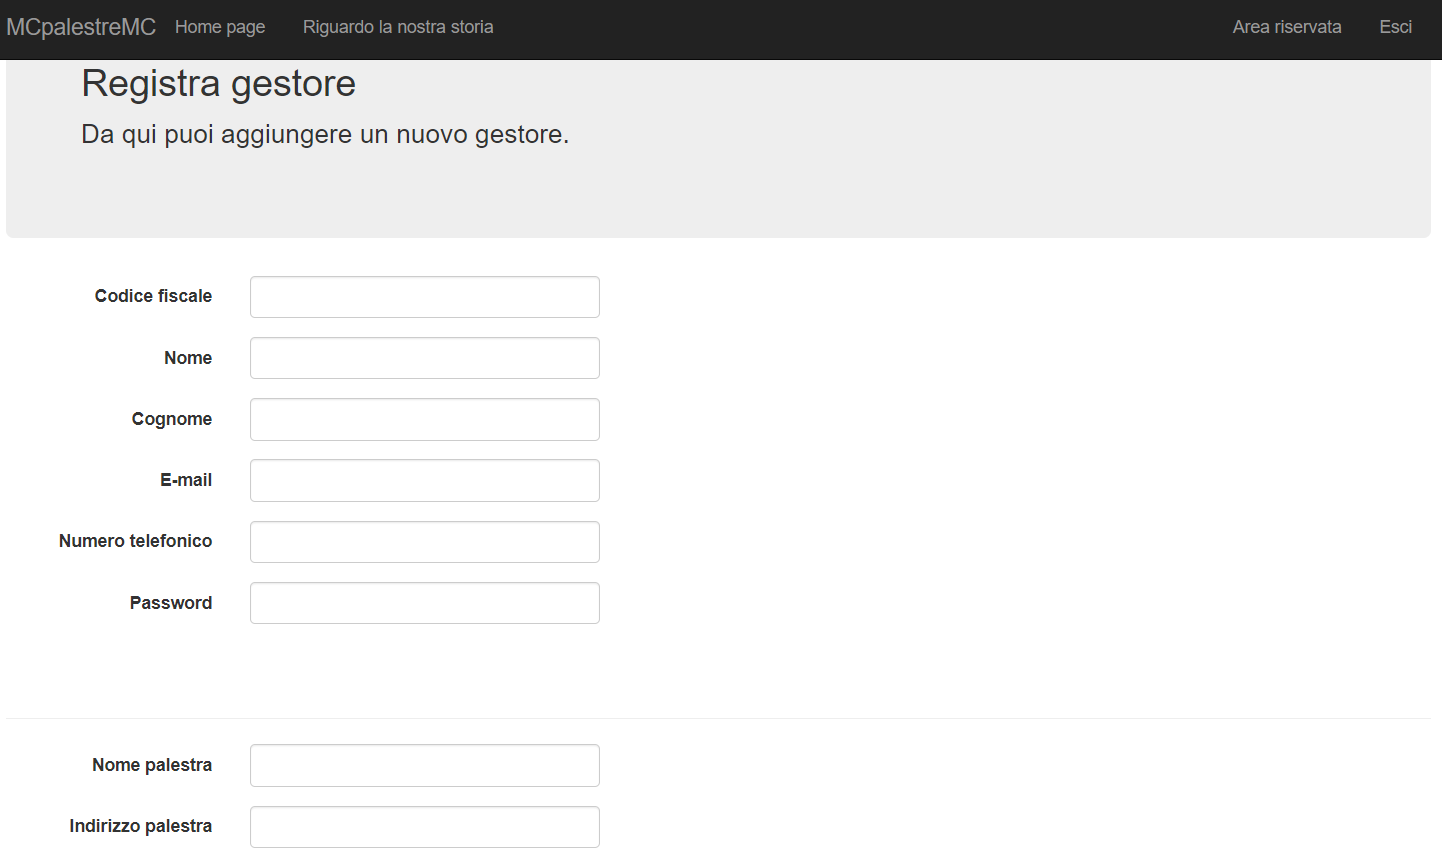 MCpalestreMC Home page Riguardo la nostra storia Area riservata Esci
Registra gestore
Da qui puoi aggiungere un nuovo gestore.
Codice fiscale
Nome
Cognome
E-mail
Numero telefonico
Password
Nome palestra
Indirizzo palestra